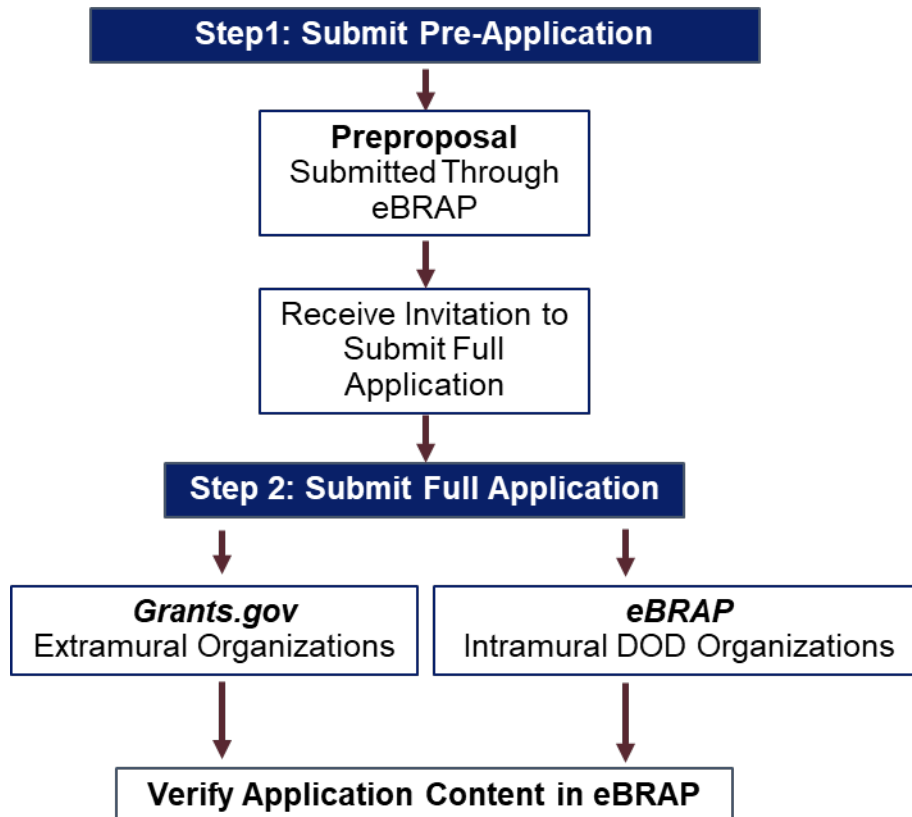 Step1: Submit Pre-Application
Preproposal
Submitted Through
eBRAP
Receive Invitation to
Submit Full
Application
Step 2: Submit Full Application
Grants.gov
Extramural Organizations
eBRAP
Intramural DOD Organizations
Verify Application Content in eBRAP